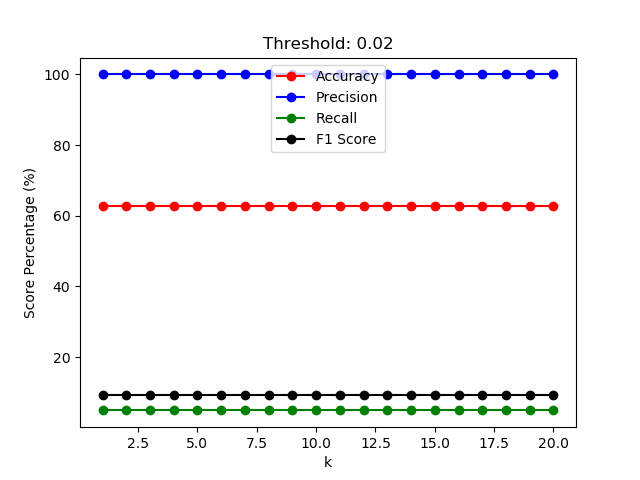 Threshold: 0.02
100
80
60
40
20
Score Percentage (%)
Accuracy
Precision
Recall
F1 Score
2.5 5.0 7.5 10.0 12.5 15.0 17.5 20.0
k